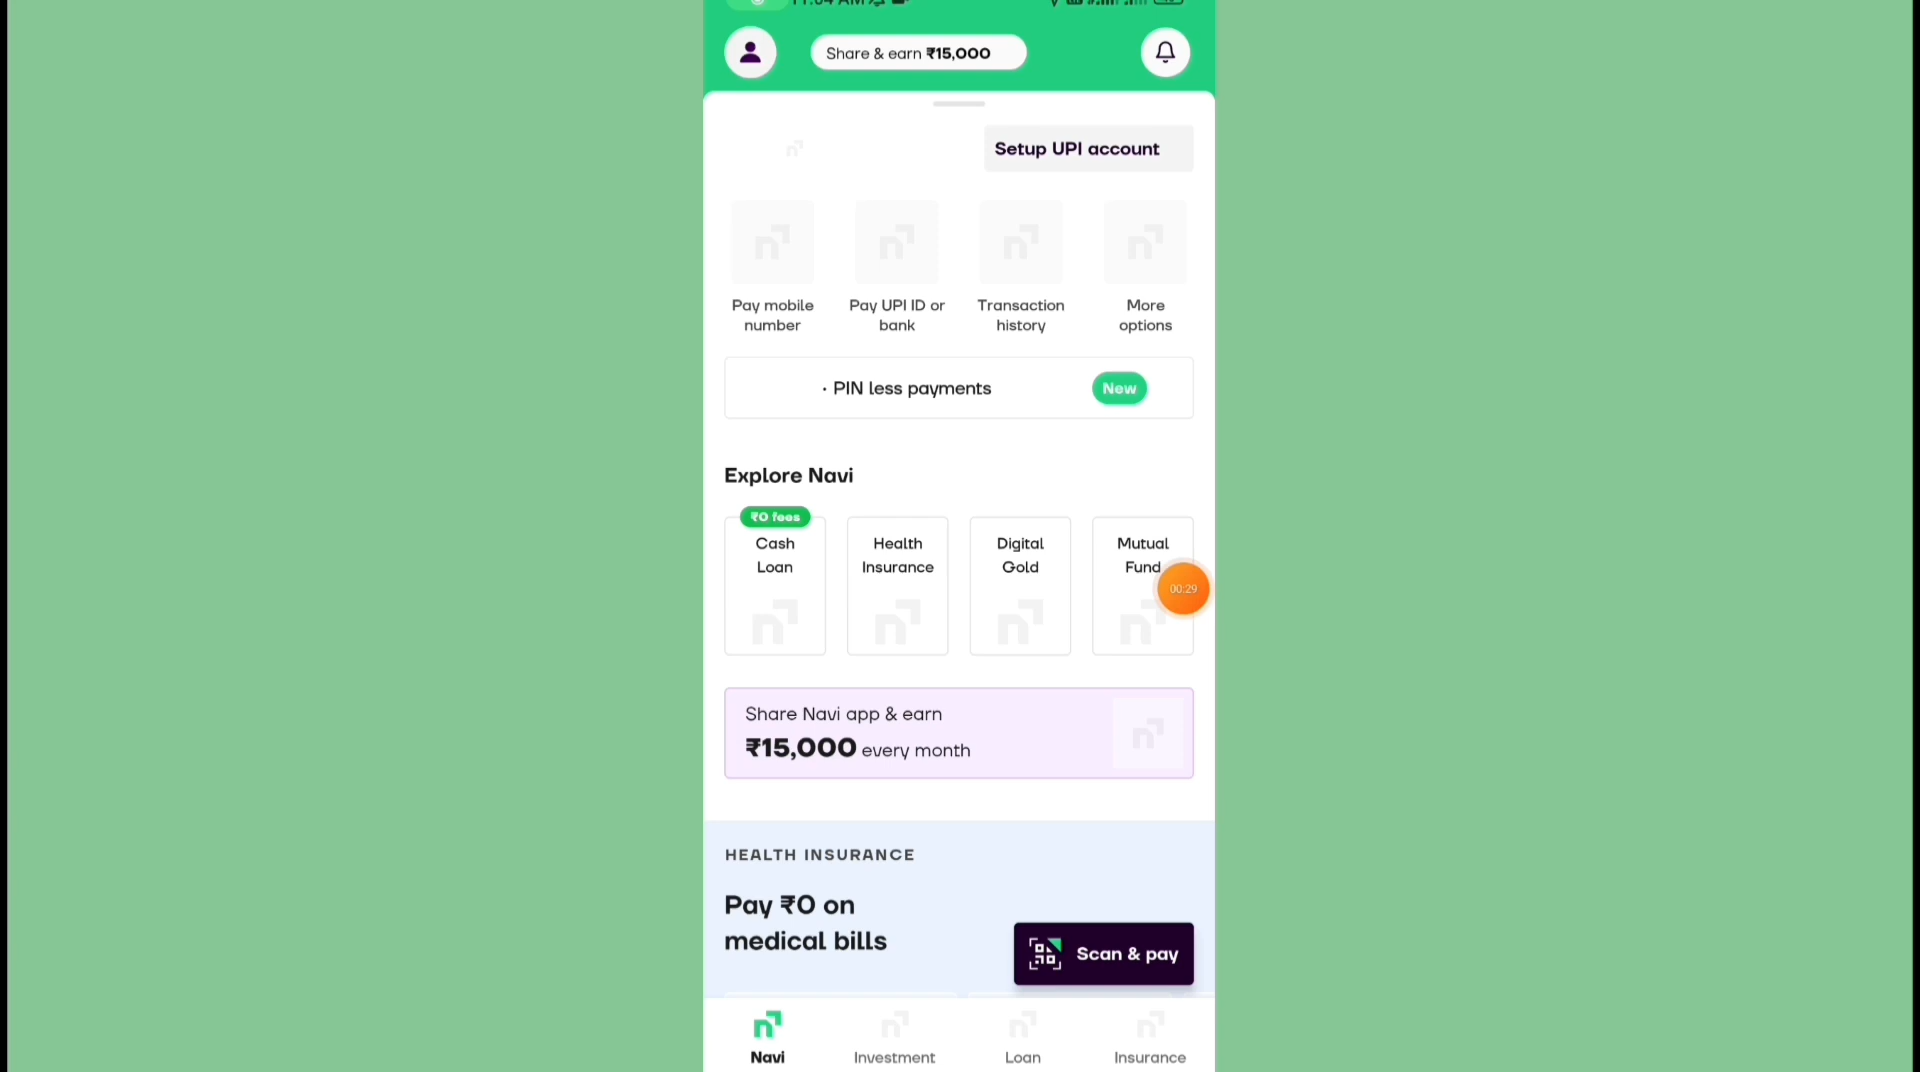 Share & earn ₹15,000
Setup UPI account
Pay mobile number
Pay UPI ID or bank
Transaction history
More options
· PIN less payments New
Explore Navi
₹0 fees
Cash Loan
Health Insurance
Digital Gold
Mutual Fund
00:29
Share Navi app & earn
₹15,000 every month
HEALTH INSURANCE
Pay ₹0 on
medical bills
Scan & pay
Navi Investment Loan Insurance